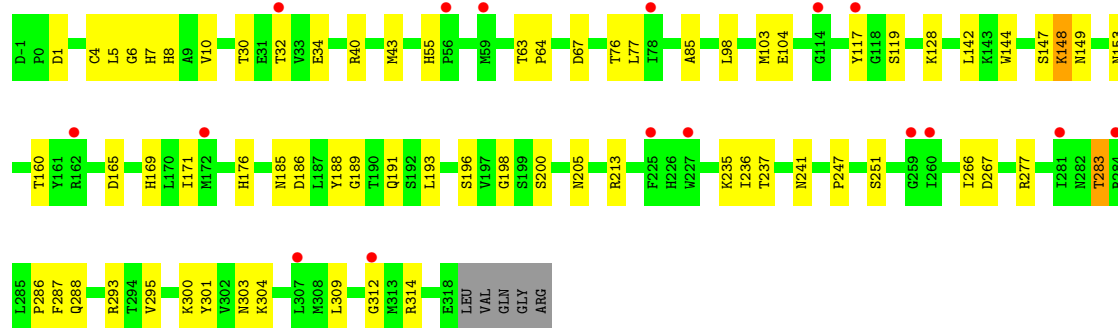 D-1 P0 D1 C4 L5 G6 H7 H8 A9 V10 T30 E31 T32 V33 E34 R40 M43 H55 P56 M59 T63 P64 D67 T76 L77 I78 A85 L98 M103 E104 G114 Y117 G118 S119 K128 L142 K143 W144 S147 K148 N149 N153
T160 Y161 R162 D165 H169 L170 I171 M172 H176 N185 D186 L187 Y188 G189 T190 Q191 S192 L193 S196 V197 G198 S199 S200 N205 R213 F225 H226 W227 K235 I236 T237 N241 P247 S251 G259 I260 I266 D267 R277 I281 N282 T283 P284
L285 P286 F287 Q288 R293 T294 V295 K300 Y301 V302 N303 K304 L307 M308 L309 G312 M313 R314 E318 LEU VAL GLN GLY ARG